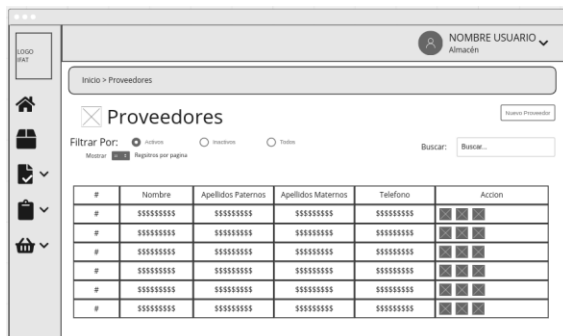 LOGO
IFAT
NOMBRE USUARIO
Almacén
Inicio > Proveedores
Proveedores
Nuevo Proveedor
Filtrar Por: Activos Inactivos Todos
Mostrar Registros por pagina
Buscar: Buscar...
# Nombre Apellidos Paternos Apellidos Maternos Telefono Accion
# $$$$$$$$$ $$$$$$$$$ $$$$$$$$$ $$$$$$$$$
# $$$$$$$$$ $$$$$$$$$ $$$$$$$$$ $$$$$$$$$
# $$$$$$$$$ $$$$$$$$$ $$$$$$$$$ $$$$$$$$$
# $$$$$$$$$ $$$$$$$$$ $$$$$$$$$ $$$$$$$$$
# $$$$$$$$$ $$$$$$$$$ $$$$$$$$$ $$$$$$$$$
# $$$$$$$$$ $$$$$$$$$ $$$$$$$$$ $$$$$$$$$